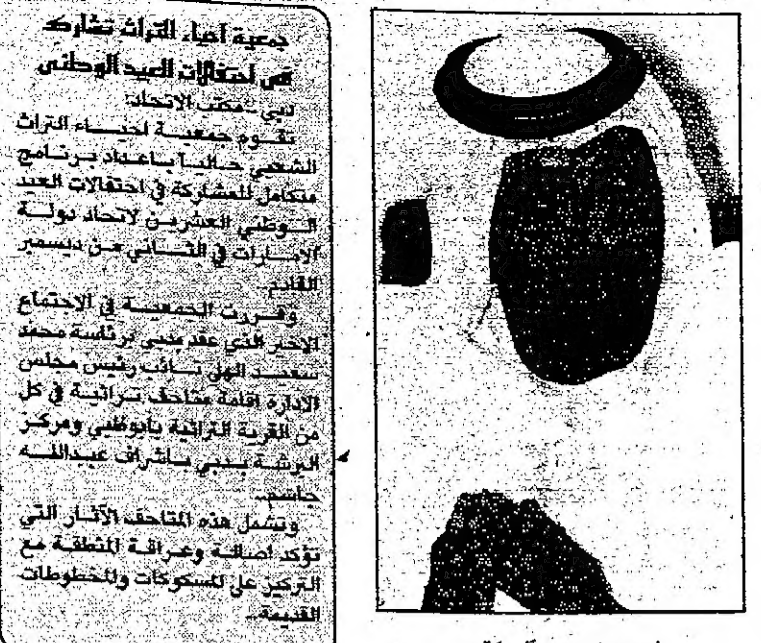 جمعية أحياء التراث تشارك
في احتفالات العيد الوطني
دبي - مكتب الاتحاد:
تقوم جمعية احياء التراث
الشعبي حالياً باعداد برنامج
متكامل للمشاركة في احتفالات العيد
الوطني العشرين لاتحاد دولة
الامارات في الثاني من ديسمبر
القادم.
وقررت الجمعية في الاجتماع
الاخير الذي عقد بدبي برئاسة محمد
سعيد الهلي نائب رئيس مجلس
الادارة اقامة متاحف تراثية في كل
من القرية التراثية بأبوظبي ومركز
البرشة بدبي باشراف عبدالله
جاسم.
وتشمل هذه المتاحف الآثار التي
تؤكد اصالة وعراقة المنطقة مع
التركيز على المسكوكات والمخطوطات
القديمة.